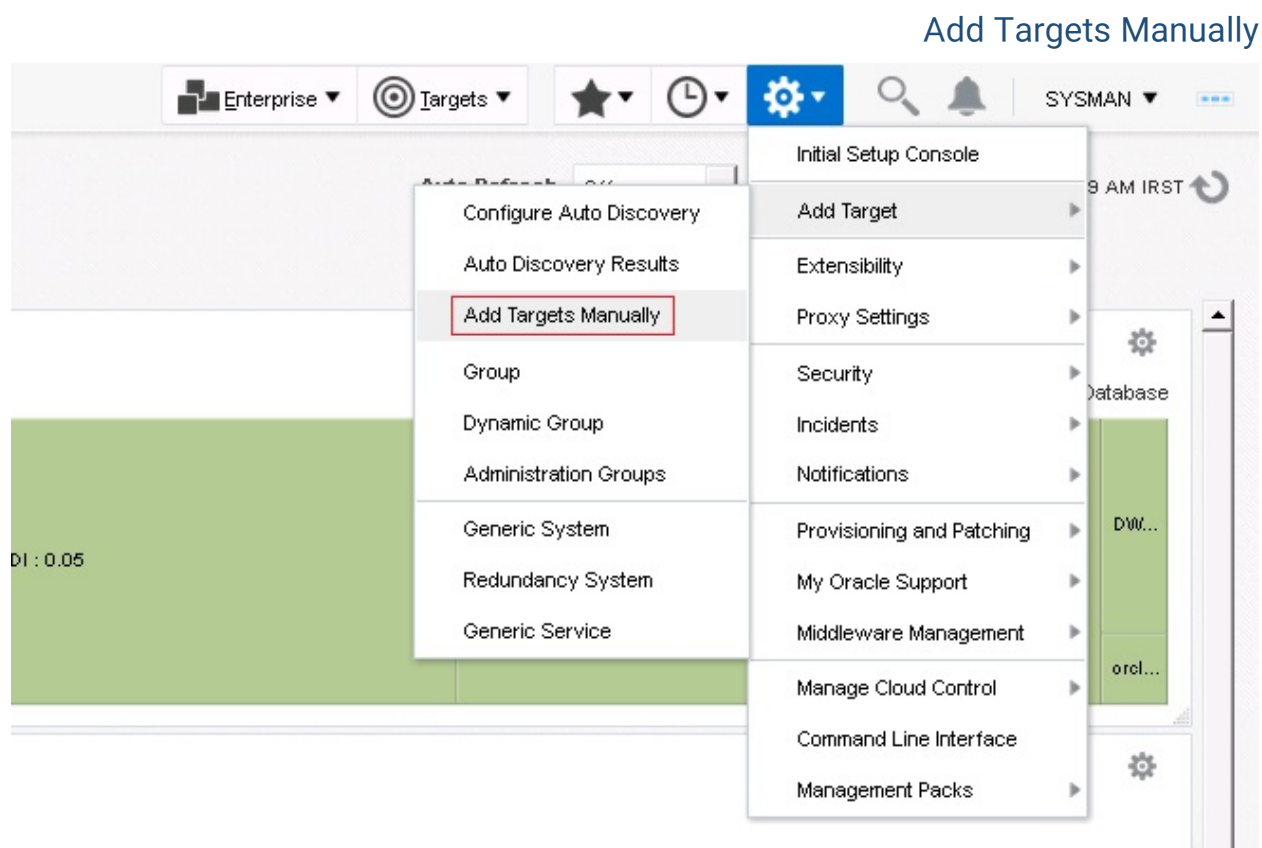 Add Targets Manually
Enterprise
Targets
SYSMAN
Initial Setup Console
9 AM IRST
Configure Auto Discovery
Add Target
Auto Discovery Results
Extensibility
Add Targets Manually
Proxy Settings
Group
Security
Database
Dynamic Group
Incidents
Administration Groups
Notifications
Generic System
Provisioning and Patching
DW...
DI : 0.05
Redundancy System
My Oracle Support
Generic Service
Middleware Management
orcl...
Manage Cloud Control
Command Line Interface
Management Packs